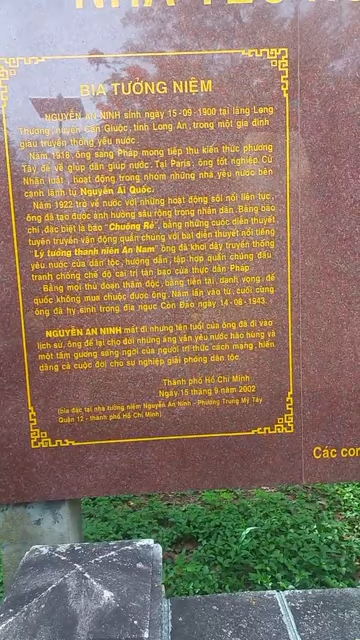 BIA TƯỞNG NIỆM
NGUYỄN AN NINH sinh ngày 15-09-1900 tại làng Long
Thượng, huyện Cần Giuộc, tỉnh Long An, trong một gia đình
giàu truyền thống yêu nước.
Năm 1918, ông sang Pháp mong tiếp thu kiến thức phương
Tây để về giúp dân giúp nước. Tại Paris, ông tốt nghiệp Cử
Nhân luật, hoạt động trong nhóm những nhà yêu nước bên
cạnh lãnh tụ Nguyễn Ái Quốc.
Năm 1922 trở về nước với những hoạt động sôi nổi liên tục,
ông đã tạo được ảnh hưởng sâu rộng trong nhân dân. Bằng báo
chí, đặc biệt là báo "Chuông Rè", bằng những cuộc diễn thuyết
tuyên truyền vận động quần chúng với bài diễn thuyết nổi tiếng
"Lý tưởng thanh niên An Nam" ông đã khơi dậy truyền thống
yêu nước của dân tộc, hướng dẫn, tập hợp quần chúng đấu
tranh chống chế độ cai trị tàn bạo của thực dân Pháp.
Bằng mọi thủ đoạn thâm độc, bằng tiền tài, danh vọng, đế
quốc không mua chuộc được ông. Năm lần vào tù, cuối cùng
ông đã hy sinh trong địa ngục Côn Đảo ngày 14-08-1943.
NGUYỄN AN NINH mất đi nhưng tên tuổi của ông đã đi vào
lịch sử, ông để lại cho đời những áng văn yêu nước hào hùng và
một tấm gương sáng ngời của người trí thức cách mạng, hiến
dâng cả cuộc đời cho sự nghiệp giải phóng dân tộc.
Thành phố Hồ Chí Minh
Ngày 15 tháng 9 năm 2002
(bia đặt tại nhà tưởng niệm Nguyễn An Ninh - Phường Trung Mỹ Tây
Quận 12 - thành phố Hồ Chí Minh)